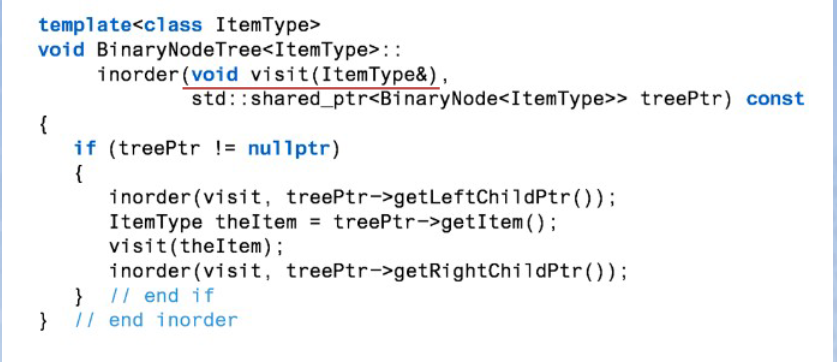 template<class ItemType>
void BinaryNodeTree<ItemType>::
inorder(void visit(ItemType&),
std::shared_ptr<BinaryNode<ItemType>> treePtr) const
{
if (treePtr != nullptr)
{
inorder(visit, treePtr->getLeftChildPtr());
ItemType theItem = treePtr->getItem();
visit(theItem);
inorder(visit, treePtr->getRightChildPtr());
} // end if
} // end inorder